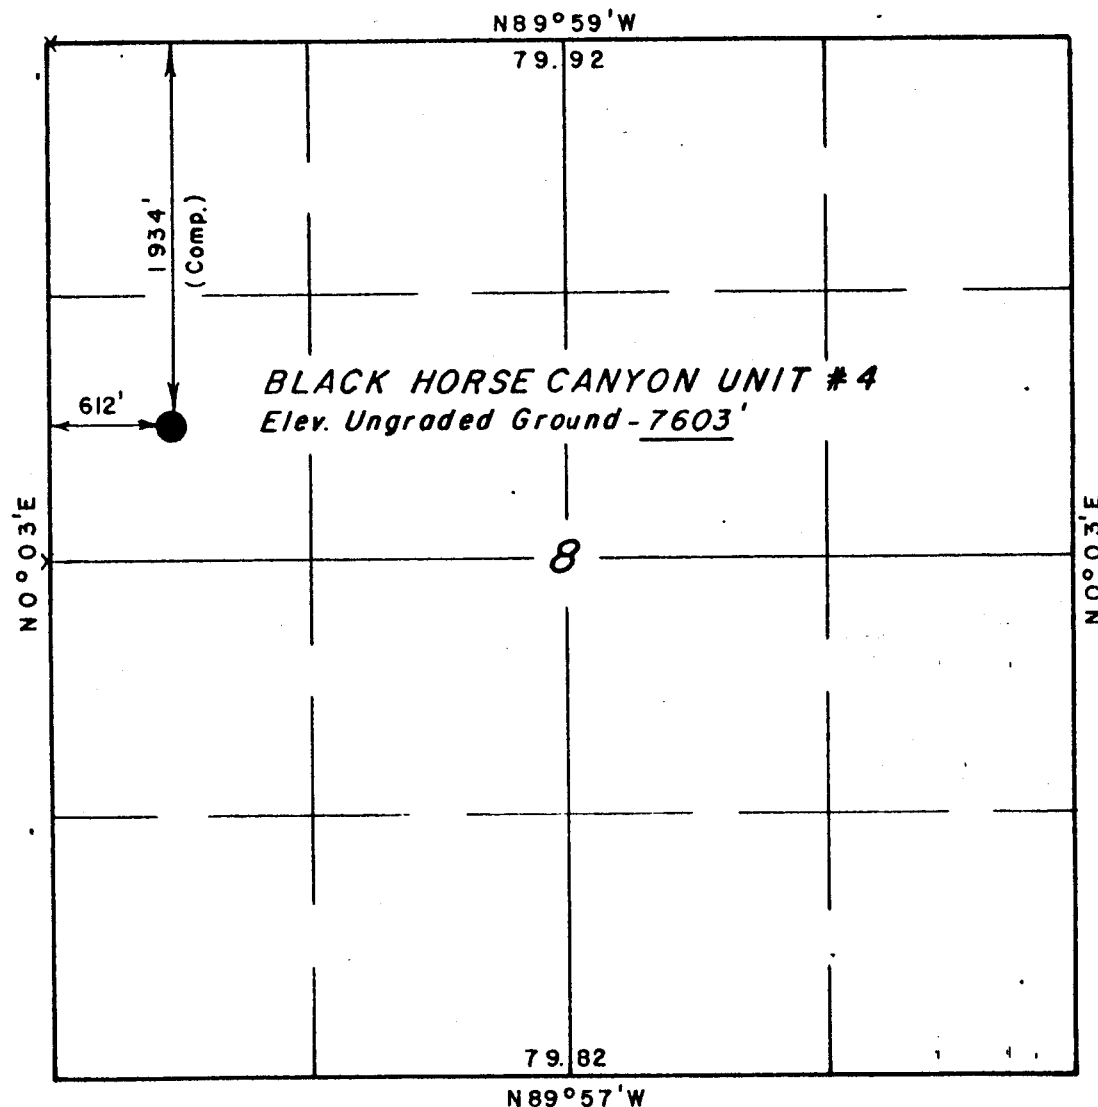 N89°59'W
79.92
1934'
(Comp.)
BLACK HORSE CANYON UNIT #4
612'
Elev. Ungraded Ground - 7603'
N0°03'E
8
N0°03'E
79.82
N89°57'W